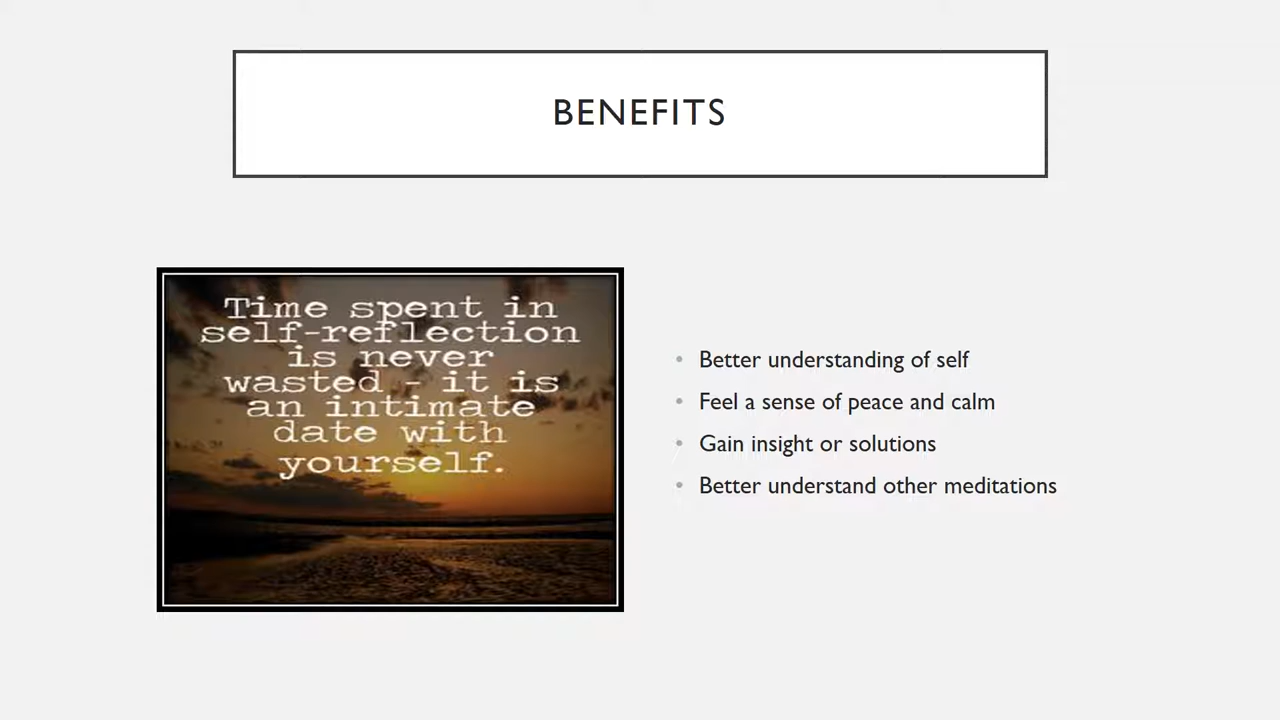 BENEFITS
Time spent in
self-reflection
is never
wasted - it is
an intimate
date with
yourself.
• Better understanding of self
• Feel a sense of peace and calm
• Gain insight or solutions
• Better understand other meditations